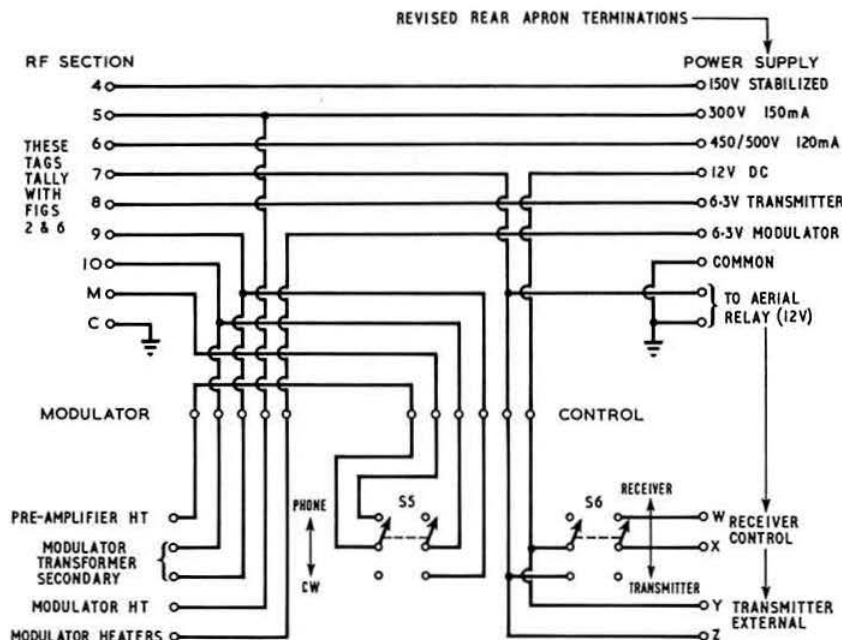 REVISED REAR APRON TERMINATIONS
RF SECTION
POWER SUPPLY
4
150V STABILIZED
5
300V 150mA
6
450/500V 120mA
THESE
TAGS
TALLY
WITH
FIGS
2 & 6
7
12V DC
8
6·3V TRANSMITTER
9
6·3V MODULATOR
10
COMMON
M
TO AERIAL
RELAY (12V)
C
MODULATOR
CONTROL
PHONE
S5
CW
S6
RECEIVER
TRANSMITTER
PRE-AMPLIFIER HT
W
RECEIVER
CONTROL
X
MODULATOR
TRANSFORMER
SECONDARY
MODULATOR HT
Y
TRANSMITTER
EXTERNAL
MODULATOR HEATERS
Z